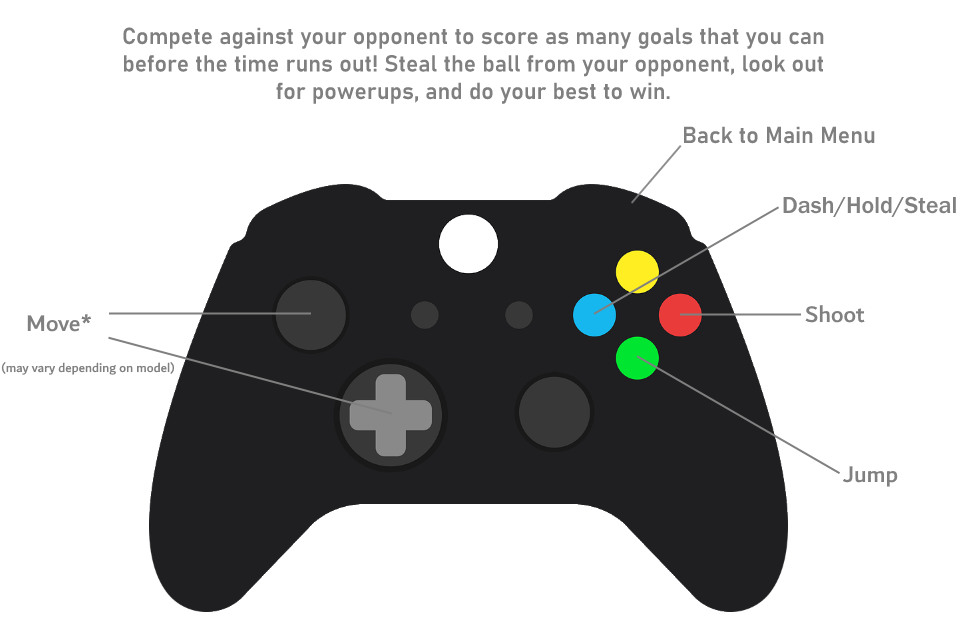 Compete against your opponent to score as many goals that you can
before the time runs out! Steal the ball from your opponent, look out
for powerups, and do your best to win.
Back to Main Menu
Dash/Hold/Steal
Move*
Shoot
(may vary depending on model)
Jump